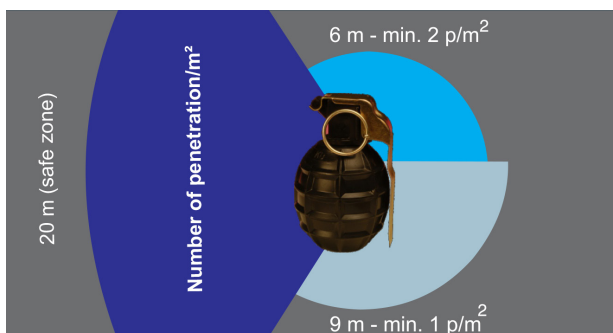 6 m - min. 2 p/m²
Number of penetration/m²
20 m (safe zone)
9 m - min. 1 p/m²